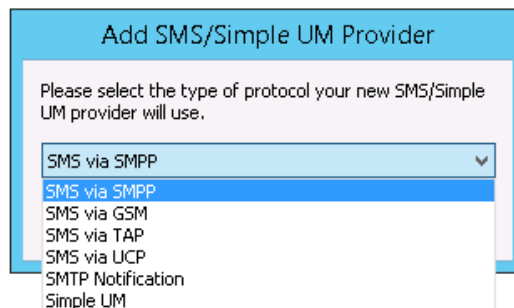 Add SMS/Simple UM Provider
Please select the type of protocol your new SMS/Simple
UM provider will use.
SMS via SMPP
SMS via SMPP
SMS via GSM
SMS via TAP
SMS via UCP
SMTP Notification
Simple UM